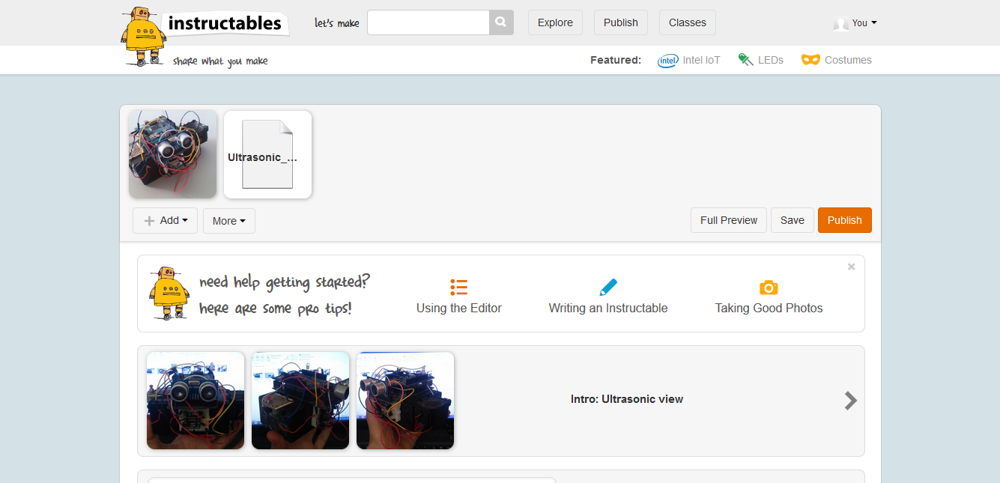 instructables
let's make
Explore
Publish
Classes
You
share what you make
Featured:
intel
Intel IoT
LEDs
Costumes
Ultrasonic_...
Add
More
Full Preview
Save
Publish
need help getting started?
here are some pro tips!
Using the Editor
Writing an Instructable
Taking Good Photos
Intro: Ultrasonic view